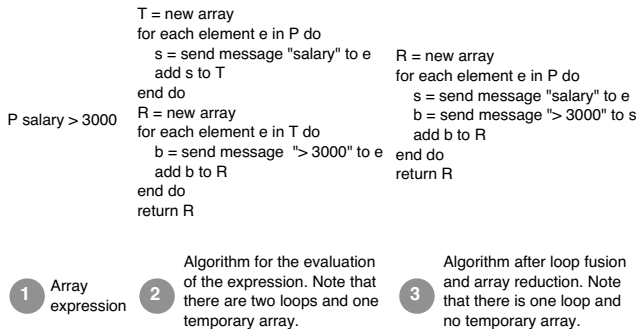 P salary > 3000
T = new array
for each element e in P do
s = send message "salary" to e
add s to T
end do
R = new array
for each element e in T do
b = send message "> 3000" to e
add b to R
end do
return R
R = new array
for each element e in P do
s = send message "salary" to e
b = send message "> 3000" to s
add b to R
end do
return R
1
Array
expression
2
Algorithm for the evaluation
of the expression. Note that
there are two loops and one
temporary array.
3
Algorithm after loop fusion
and array reduction. Note
that there is one loop and
no temporary array.